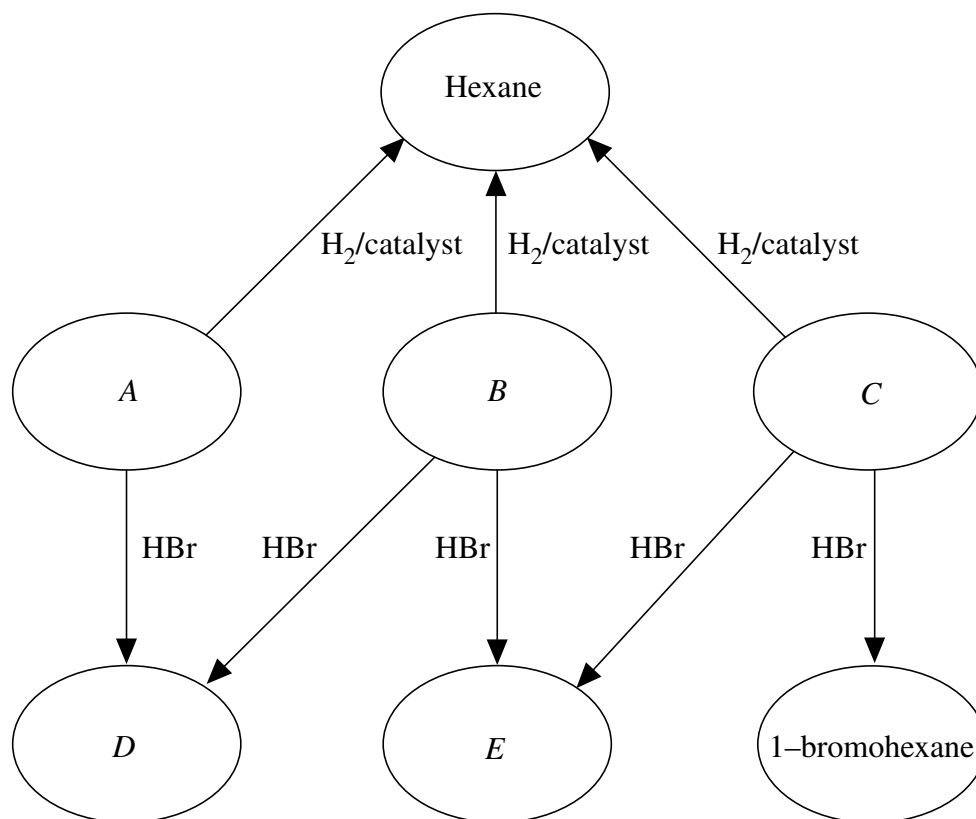 Hexane
H₂/catalyst
H₂/catalyst
H₂/catalyst
A
B
C
HBr
HBr
HBr
HBr
HBr
D
E
1–bromohexane